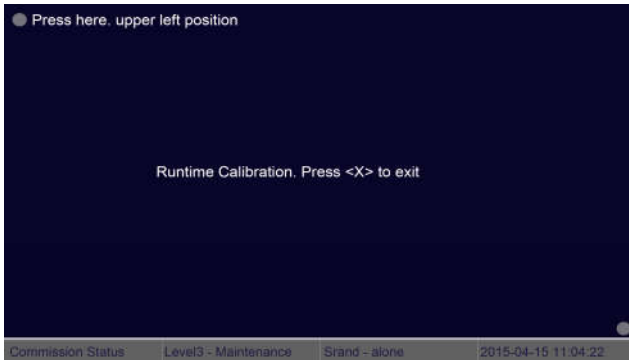 Press here. upper left position
Runtime Calibration. Press <X> to exit
Commission Status Level3 - Maintenance Srand - alone 2015-04-15 11:04:22